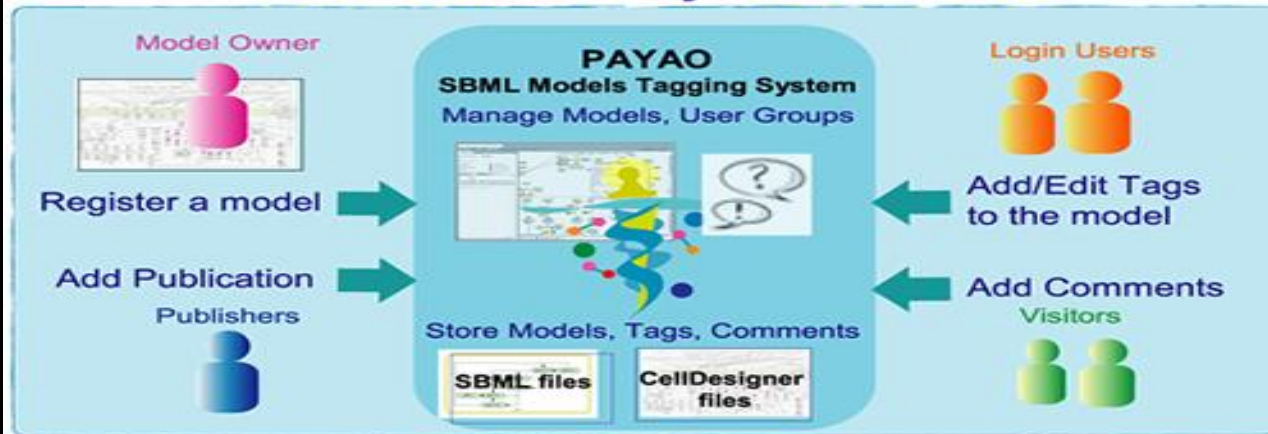 Model Owner
Register a model
Add Publication
Publishers
PAYAO
SBML Models Tagging System
Manage Models, User Groups
?
!
Store Models, Tags, Comments
SBML files
CellDesigner
files
Login Users
Add/Edit Tags
to the model
Add Comments
Visitors